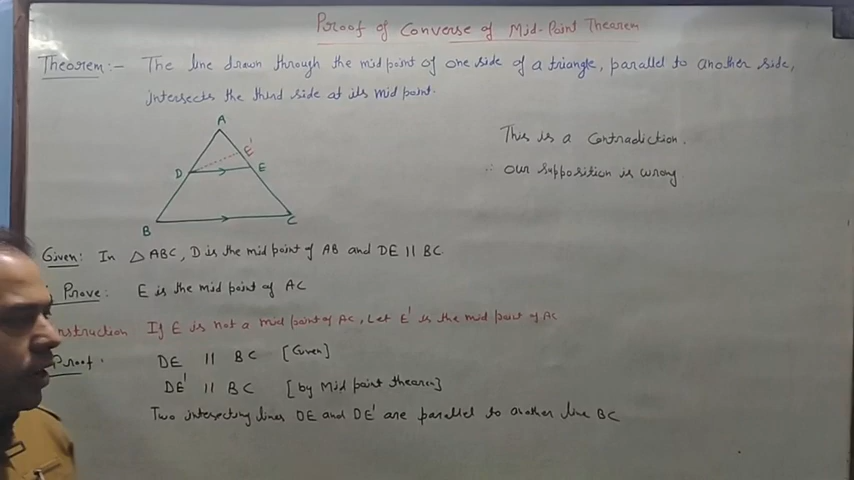 Proof of Converse of Mid-Point Theorem
Theorem:- The line drawn through the midpoint of one side of a triangle, parallel to another side,
intersects the third side at its mid point.
A
E'
D
E
B
C
This is a Contradiction.
∴ Our supposition is wrong
Given: In △ ABC, D is the mid point of AB and DE || BC.
Prove: E is the mid point of AC
nstruction If E is not a mid point of AC, Let E' is the mid point of AC
Proof: DE || BC [Given]
DE' || BC [by Mid point theorem]
Two intersecting lines DE and DE' are parallel to another line BC